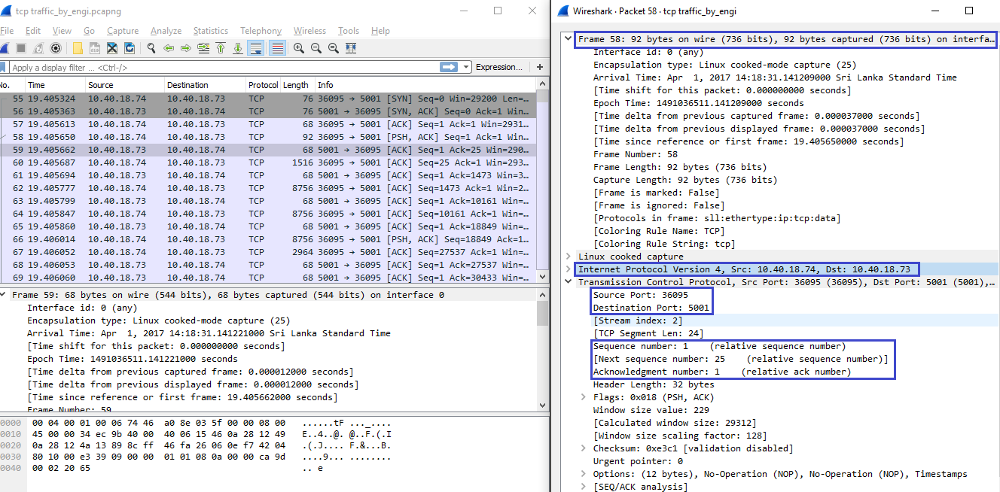 tcp traffic_by_engi.pcapng
File Edit View Go Capture Analyze Statistics Telephony Wireless Tools Help
Apply a display filter ... <Ctrl-/> Expression... +
No. Time Source Destination Protocol Length Info
55 19.405324 10.40.18.74 10.40.18.73 TCP 76 36095 → 5001 [SYN] Seq=0 Win=29200 Len=…
56 19.405363 10.40.18.73 10.40.18.74 TCP 76 5001 → 36095 [SYN, ACK] Seq=0 Ack=1 Win…
57 19.405613 10.40.18.74 10.40.18.73 TCP 68 36095 → 5001 [ACK] Seq=1 Ack=1 Win=2931…
58 19.405650 10.40.18.74 10.40.18.73 TCP 92 36095 → 5001 [PSH, ACK] Seq=1 Ack=1 Win…
59 19.405662 10.40.18.73 10.40.18.74 TCP 68 5001 → 36095 [ACK] Seq=1 Ack=25 Win=290…
60 19.405687 10.40.18.74 10.40.18.73 TCP 1516 36095 → 5001 [ACK] Seq=25 Ack=1 Win=293…
61 19.405694 10.40.18.73 10.40.18.74 TCP 68 5001 → 36095 [ACK] Seq=1 Ack=1473 Win=3…
62 19.405777 10.40.18.74 10.40.18.73 TCP 8756 36095 → 5001 [ACK] Seq=1473 Ack=1 Win=2…
63 19.405799 10.40.18.73 10.40.18.74 TCP 68 5001 → 36095 [ACK] Seq=1 Ack=10161 Win=…
64 19.405847 10.40.18.74 10.40.18.73 TCP 8756 36095 → 5001 [ACK] Seq=10161 Ack=1 Win=…
65 19.405860 10.40.18.73 10.40.18.74 TCP 68 5001 → 36095 [ACK] Seq=1 Ack=18849 Win=…
66 19.406014 10.40.18.74 10.40.18.73 TCP 8756 36095 → 5001 [PSH, ACK] Seq=18849 Ack=1…
67 19.406052 10.40.18.74 10.40.18.73 TCP 2964 36095 → 5001 [ACK] Seq=27537 Ack=1 Win=…
68 19.406053 10.40.18.73 10.40.18.74 TCP 68 5001 → 36095 [ACK] Seq=1 Ack=27537 Win=…
69 19.406060 10.40.18.73 10.40.18.74 TCP 68 5001 → 36095 [ACK] Seq=1 Ack=30433 Win=…
Frame 59: 68 bytes on wire (544 bits), 68 bytes captured (544 bits) on interface 0
Interface id: 0 (any)
Encapsulation type: Linux cooked-mode capture (25)
Arrival Time: Apr  1, 2017 14:18:31.141221000 Sri Lanka Standard Time
[Time shift for this packet: 0.000000000 seconds]
Epoch Time: 1491036511.141221000 seconds
[Time delta from previous captured frame: 0.000012000 seconds]
[Time delta from previous displayed frame: 0.000012000 seconds]
[Time since reference or first frame: 19.405662000 seconds]
Frame Number: 59
0000 00 04 00 01 00 06 74 46 a0 8e 03 5f 00 00 08 00 ......tF ..._....
0010 45 00 00 34 ec 9b 40 00 40 06 15 46 0a 28 12 49 E..4..@. @..F.(.I
0020 0a 28 12 4a 13 89 8c ff 46 fa 26 06 0e f7 42 04 .(.J.... F.&...B.
0030 80 10 00 e3 39 09 00 00 01 01 08 0a 00 00 ca 9d ....9... ........
0040 00 02 20 65 .. e
Wireshark · Packet 58 · tcp traffic_by_engi
Frame 58: 92 bytes on wire (736 bits), 92 bytes captured (736 bits) on interfa…
Interface id: 0 (any)
Encapsulation type: Linux cooked-mode capture (25)
Arrival Time: Apr  1, 2017 14:18:31.141209000 Sri Lanka Standard Time
[Time shift for this packet: 0.000000000 seconds]
Epoch Time: 1491036511.141209000 seconds
[Time delta from previous captured frame: 0.000037000 seconds]
[Time delta from previous displayed frame: 0.000037000 seconds]
[Time since reference or first frame: 19.405650000 seconds]
Frame Number: 58
Frame Length: 92 bytes (736 bits)
Capture Length: 92 bytes (736 bits)
[Frame is marked: False]
[Frame is ignored: False]
[Protocols in frame: sll:ethertype:ip:tcp:data]
[Coloring Rule Name: TCP]
[Coloring Rule String: tcp]
Linux cooked capture
Internet Protocol Version 4, Src: 10.40.18.74, Dst: 10.40.18.73
Transmission Control Protocol, Src Port: 36095 (36095), Dst Port: 5001 (5001),…
Source Port: 36095
Destination Port: 5001
[Stream index: 2]
[TCP Segment Len: 24]
Sequence number: 1    (relative sequence number)
[Next sequence number: 25    (relative sequence number)]
Acknowledgment number: 1    (relative ack number)
Header Length: 32 bytes
Flags: 0x018 (PSH, ACK)
Window size value: 229
[Calculated window size: 29312]
[Window size scaling factor: 128]
Checksum: 0xe3c1 [validation disabled]
Urgent pointer: 0
Options: (12 bytes), No-Operation (NOP), No-Operation (NOP), Timestamps
[SEQ/ACK analysis]